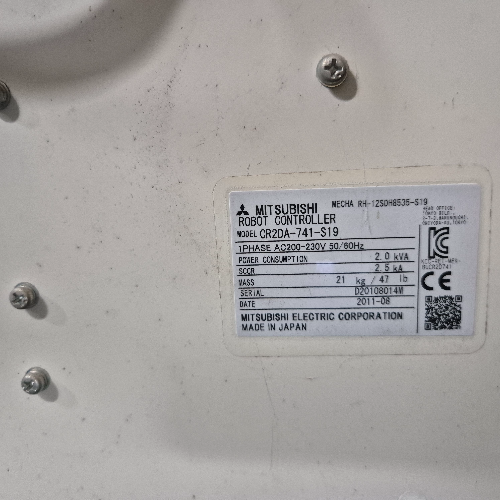 MITSUBISHI MECHA RH-12SDH8535-S19
ROBOT CONTROLLER
MODEL CR2DA-741-S19
1PHASE AC200-230V 50/60Hz
POWER CONSUMPTION 2.0 kVA
SCCR 2.5 kA
MASS 21 kg / 47 lb
SERIAL D20108014M
DATE 2011-08
MITSUBISHI ELECTRIC CORPORATION
MADE IN JAPAN
HEAD OFFICE:
CE